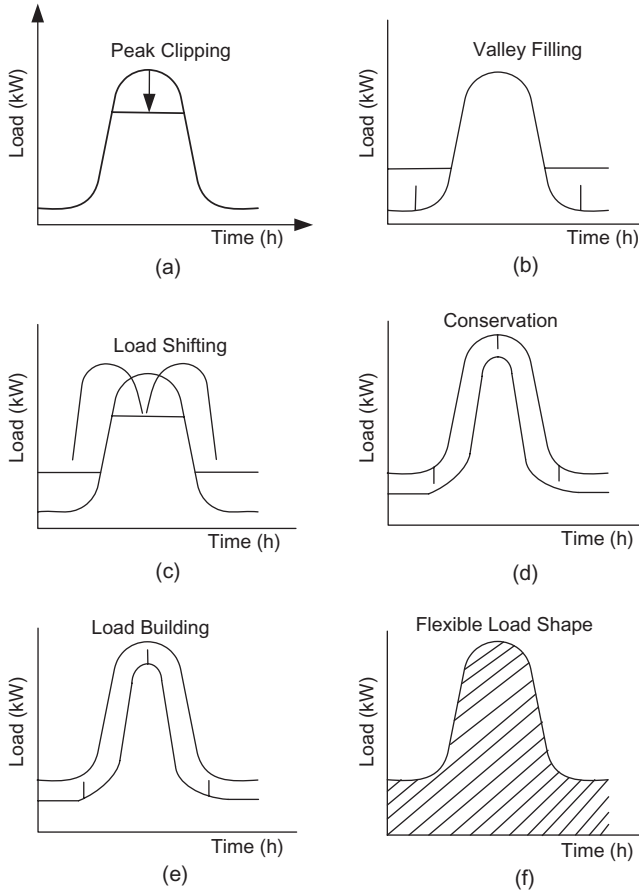 Peak Clipping
Load (kW)
Time (h)
(a)
Valley Filling
Load (kW)
Time (h)
(b)
Load Shifting
Load (kW)
Time (h)
(c)
Conservation
Load (kW)
Time (h)
(d)
Load Building
Load (kW)
Time (h)
(e)
Flexible Load Shape
Load (kW)
Time (h)
(f)